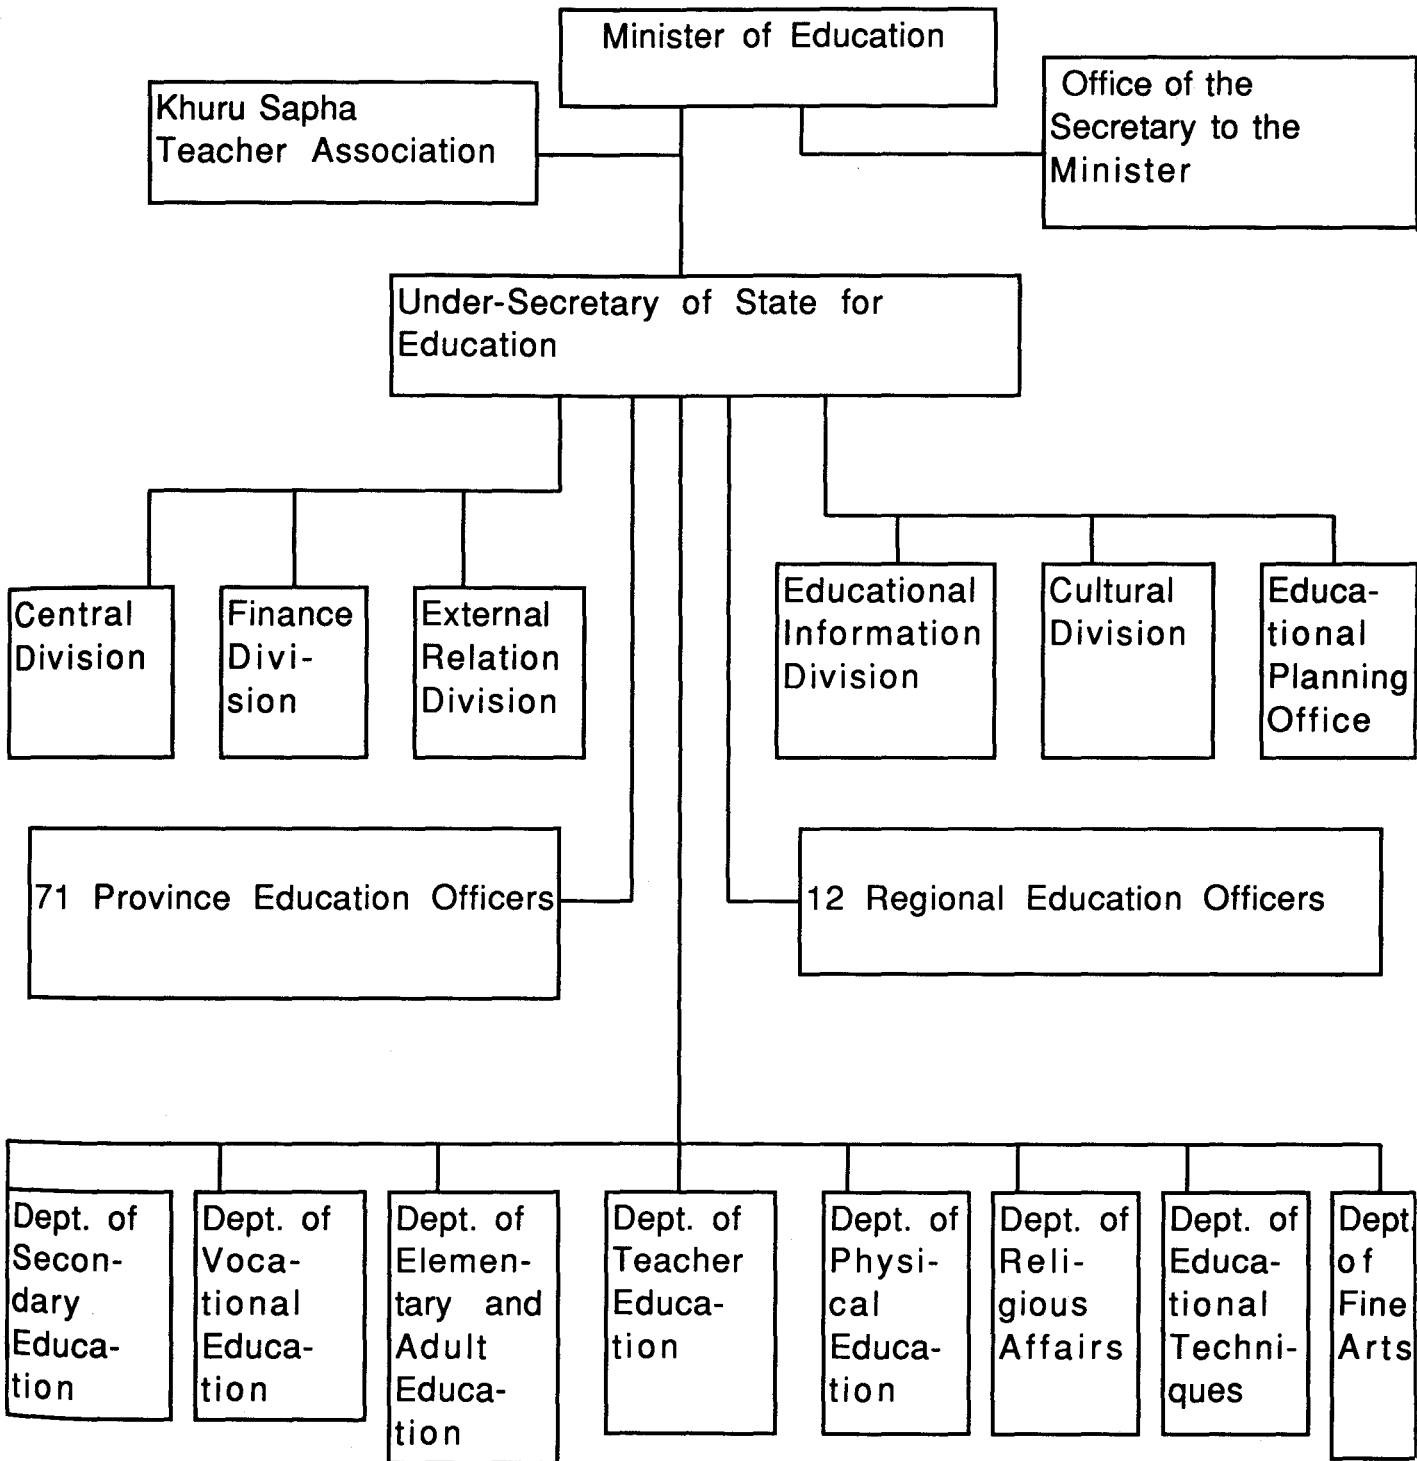 Minister of Education
Khuru Sapha
Teacher Association
Office of the
Secretary to the
Minister
Under-Secretary of State for
Education
Central
Division
Finance
Divi-
sion
External
Relation
Division
Educational
Information
Division
Cultural
Division
Educa-
tional
Planning
Office
71 Province Education Officers
12 Regional Education Officers
Dept. of
Secon-
dary
Educa-
tion
Dept. of
Voca-
tional
Educa-
tion
Dept. of
Elemen-
tary and
Adult
Educa-
tion
Dept. of
Teacher
Educa-
tion
Dept. of
Physi-
cal
Educa-
tion
Dept. of
Reli-
gious
Affairs
Dept. of
Educa-
tional
Techni-
ques
Dept.
of
Fine
Arts